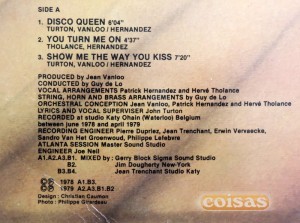 SIDE A
1. DISCO QUEEN 6'04"
TURTON, VANLOO / HERNANDEZ
2. YOU TURN ME ON 4'37"
THOLANCE, HERNANDEZ
3. SHOW ME THE WAY YOU KISS 7'20"
TURTON, VANLOO / HERNANDEZ
PRODUCED by Jean Vanloo
CONDUCTED by Guy de Lo
VOCAL ARRANGEMENTS Patrick Hernandez and Hervé Tholance
STRING, HORN AND BRASS ARRANGEMENTS by Guy de Lo
ORCHESTRAL CONCEPTION Jean Vanloo, Patrick Hernandez and Hervé Tholance
LYRICS AND VOCAL SUPERVISOR John Turton
RECORDED at studio Katy Chain (Waterloo) Belgium
between june 1978 and april 1979
RECORDING ENGINEER Pierre Dupriez, Jean Trenchant, Erwin Vervaecke,
Sandro Van Het Groenwoud, Philippe Lefebvre
ATLANTA SESSION Master Sound Studio
ENGINEER Joe Neil
A1.A2,A3.B1. MIXED by : Gerry Block Sigma Sound Studio
B2. Jim Dougherty New-York
B3.B4. Jean Trenchant Studio Katy
℗ 1978 A1.B3.
℗ 1979 A2,A3.B1.B2
Design : Christian Caumon
Photo : Philippe Girardeau
coisas